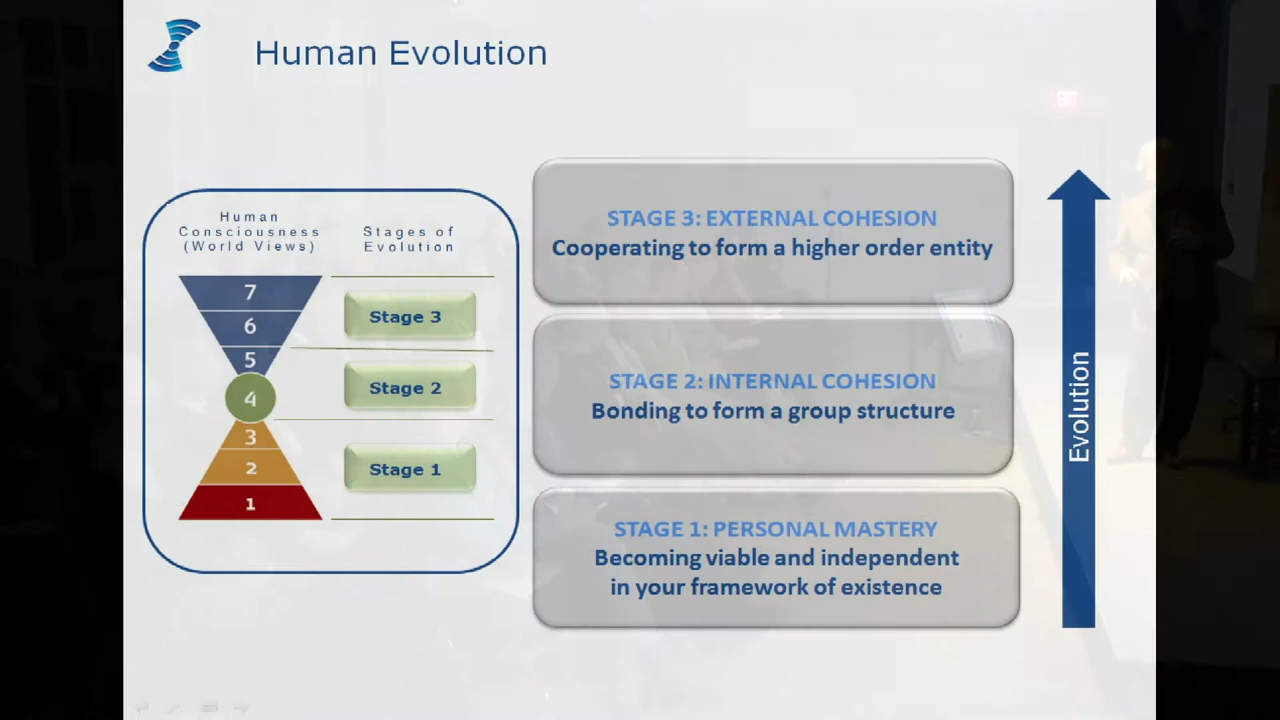 Human Evolution
Human
Consciousness
(World Views)
Stages of
Evolution
7
6
5
4
3
2
1
Stage 3
Stage 2
Stage 1
STAGE 3: EXTERNAL COHESION
Cooperating to form a higher order entity
STAGE 2: INTERNAL COHESION
Bonding to form a group structure
STAGE 1: PERSONAL MASTERY
Becoming viable and independent
in your framework of existence
Evolution
EXIT